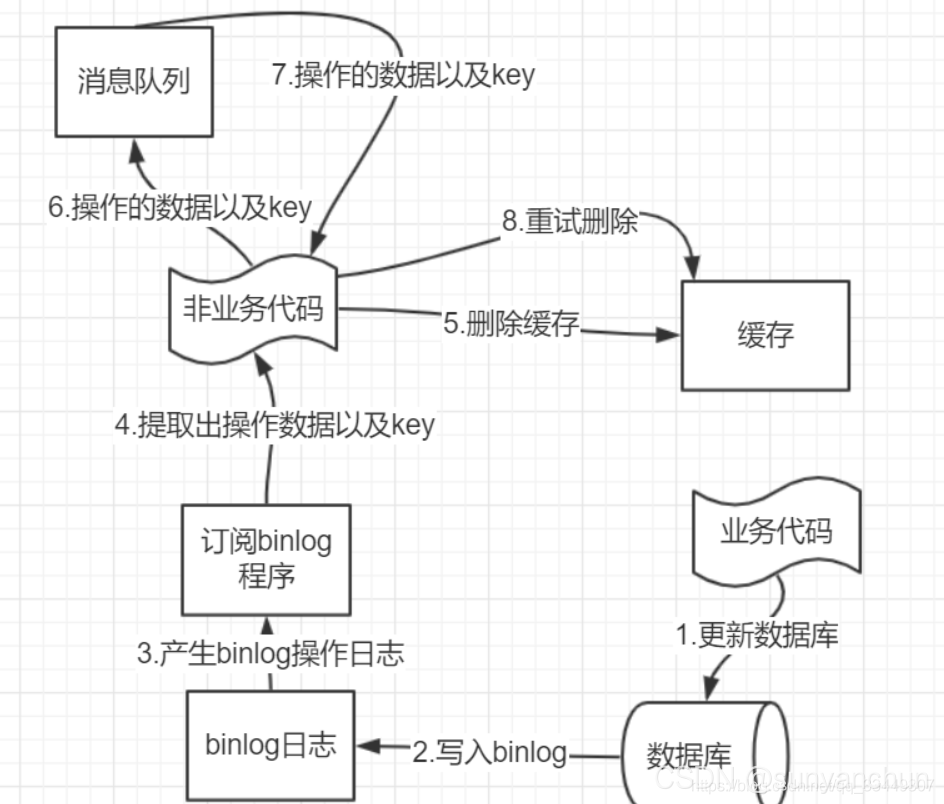 消息队列
7.操作的数据以及key
6.操作的数据以及key
8.重试删除
非业务代码
5.删除缓存
缓存
4.提取出操作数据以及key
订阅binlog
程序
业务代码
1.更新数据库
3.产生binlog操作日志
binlog日志
2.写入binlog
数据库
CSDN @sunyanchun